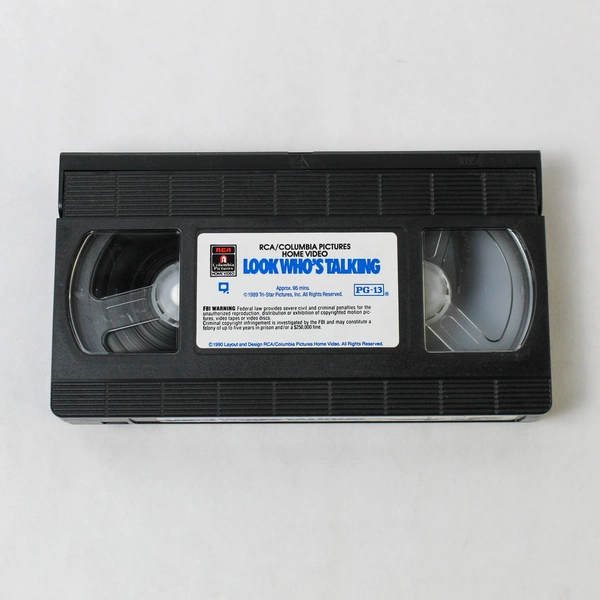 RCA
Columbia
Pictures
HOME VIDEO
RCA/COLUMBIA PICTURES
HOME VIDEO
LOOK WHO'S TALKING
Approx. 96 mins.
©1989 Tri-Star Pictures, Inc. All Rights Reserved.
PG-13®
FBI WARNING Federal law provides severe civil and criminal penalties for the
unauthorized reproduction, distribution or exhibition of copyrighted motion pic-
tures, video tapes or video discs.
Criminal copyright infringement is investigated by the FBI and may constitute a
felony of up to five years in prison and/or a $250,000 fine.
©1990 Layout and Design RCA/Columbia Pictures Home Video. All Rights Reserved.